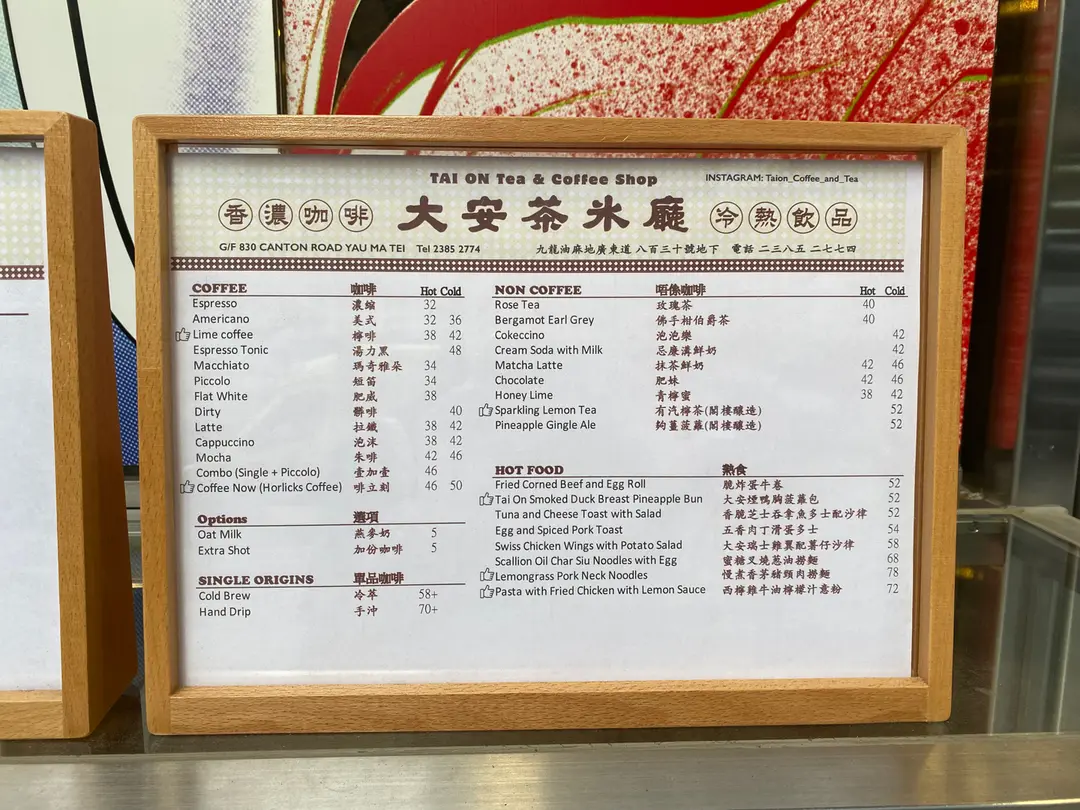 TAI ON Tea & Coffee Shop INSTAGRAM: Taion_Coffee_and_Tea
香濃咖啡 大安茶氷廳 冷熱飲品
G/F 830 CANTON ROAD YAU MA TEI Tel 2385 2774 九龍油麻地廣東道八百三十號地下 電話 二三八五 二七七四
COFFEE 咖啡 Hot Cold
Espresso 濃縮 32
Americano 美式 32 36
Lime coffee 檸啡 38 42
Espresso Tonic 湯力黑 48
Macchiato 瑪奇雅朵 34
Piccolo 短笛 34
Flat White 肥威 38
Dirty 髒啡 40
Latte 拉鐵 38 42
Cappuccino 泡沫 38 42
Mocha 朱啡 42 46
Combo (Single + Piccolo) 壹加壹 46
Coffee Now (Horlicks Coffee) 啡立刻 46 50
Options 選項
Oat Milk 燕麥奶 5
Extra Shot 加份咖啡 5
SINGLE ORIGINS 單品咖啡
Cold Brew 冷萃 58+
Hand Drip 手沖 70+
NON COFFEE 唔係咖啡 Hot Cold
Rose Tea 玫瑰茶 40
Bergamot Earl Grey 佛手柑伯爵茶 40
Cokeccino 泡泡樂 42
Cream Soda with Milk 忌廉溝鮮奶 42
Matcha Latte 抹茶鮮奶 42 46
Chocolate 肥妹 42 46
Honey Lime 青檸蜜 38 42
Sparkling Lemon Tea 有汽檸茶(閣樓釀造) 52
Pineapple Gingle Ale 夠薑菠蘿(閣樓釀造) 52
HOT FOOD 熱食
Fried Corned Beef and Egg Roll 脆炸蛋牛卷 52
Tai On Smoked Duck Breast Pineapple Bun 大安煙鴨胸菠蘿包 52
Tuna and Cheese Toast with Salad 香脆芝士吞拿魚多士配沙律 52
Egg and Spiced Pork Toast 五香肉丁滑蛋多士 54
Swiss Chicken Wings with Potato Salad 大安瑞士雞翼配薯仔沙律 58
Scallion Oil Char Siu Noodles with Egg 蜜糖叉燒蔥油撈麵 68
Lemongrass Pork Neck Noodles 慢煮香茅豬頸肉撈麵 78
Pasta with Fried Chicken with Lemon Sauce 西檸雞牛油檸檬汁意粉 72